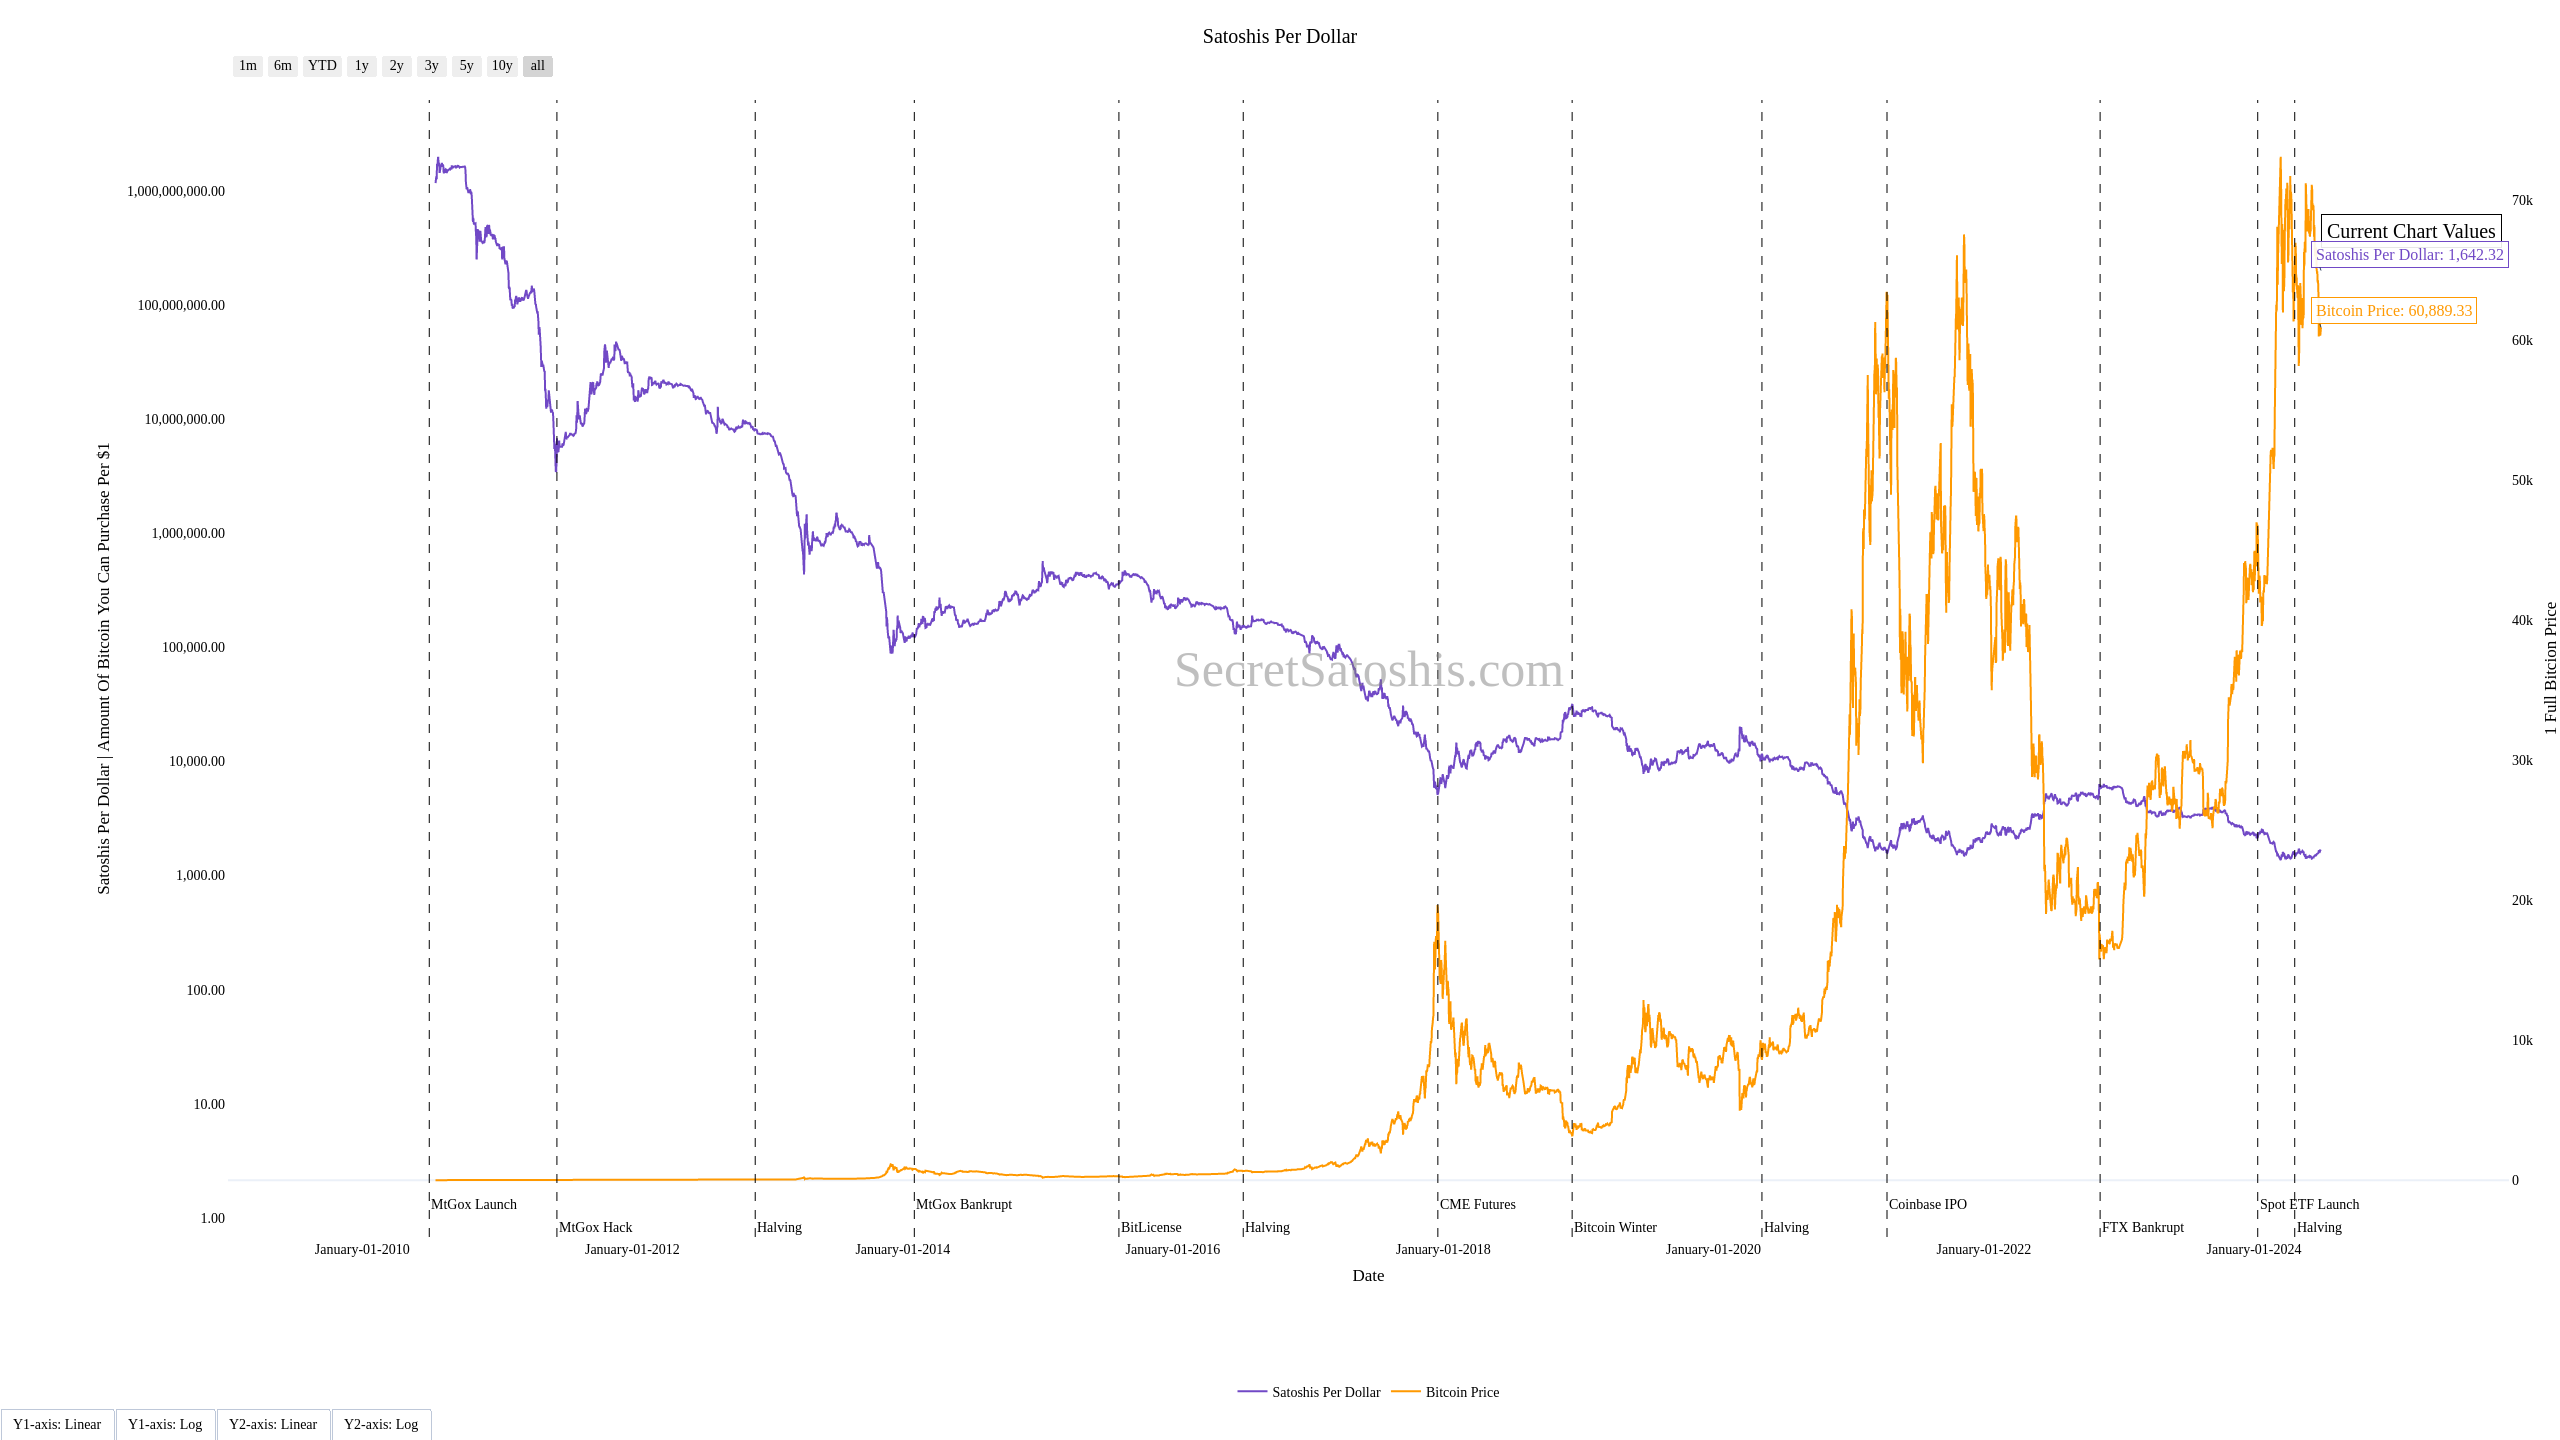 Satoshis Per Dollar
1m 6m YTD 1y 2y 3y 5y 10y all
1,000,000,000.00
100,000,000.00
10,000,000.00
1,000,000.00
100,000.00
10,000.00
1,000.00
100.00
10.00
1.00
Satoshis Per Dollar | Amount Of Bitcoin You Can Purchase Per $1
70k
60k
50k
40k
30k
20k
10k
0
1 Full Bitcion Price
Current Chart Values
Satoshis Per Dollar: 1,642.32
Bitcoin Price: 60,889.33
SecretSatoshis.com
MtGox Launch
MtGox Hack
Halving
MtGox Bankrupt
BitLicense
Halving
CME Futures
Bitcoin Winter
Halving
Coinbase IPO
FTX Bankrupt
Spot ETF Launch
Halving
January-01-2010
January-01-2012
January-01-2014
January-01-2016
January-01-2018
January-01-2020
January-01-2022
January-01-2024
Date
Satoshis Per Dollar
Bitcoin Price
Y1-axis: Linear
Y1-axis: Log
Y2-axis: Linear
Y2-axis: Log